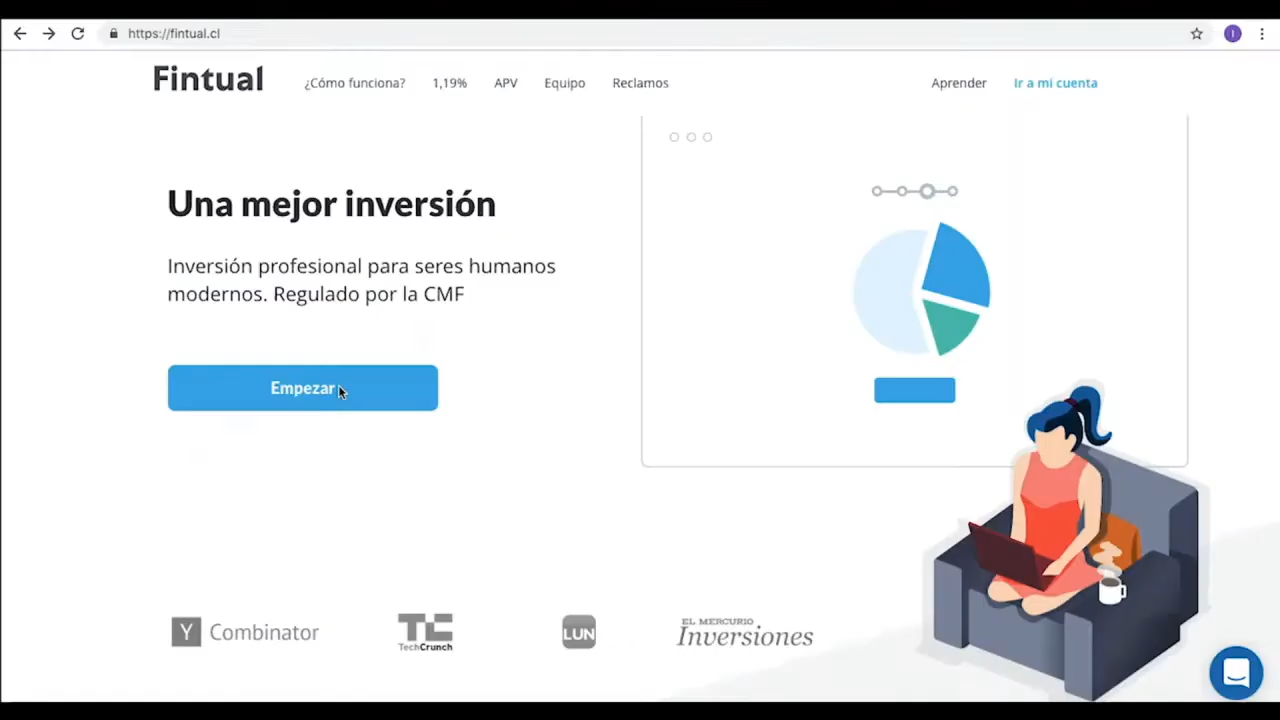 https://fintual.cl
I
Fintual
¿Cómo funciona?
1,19%
APV
Equipo
Reclamos
Aprender
Ir a mi cuenta
Una mejor inversión
Inversión profesional para seres humanos
modernos. Regulado por la CMF
Empezar
Y Combinator
TC
TechCrunch
LUN
EL MERCURIO
Inversiones